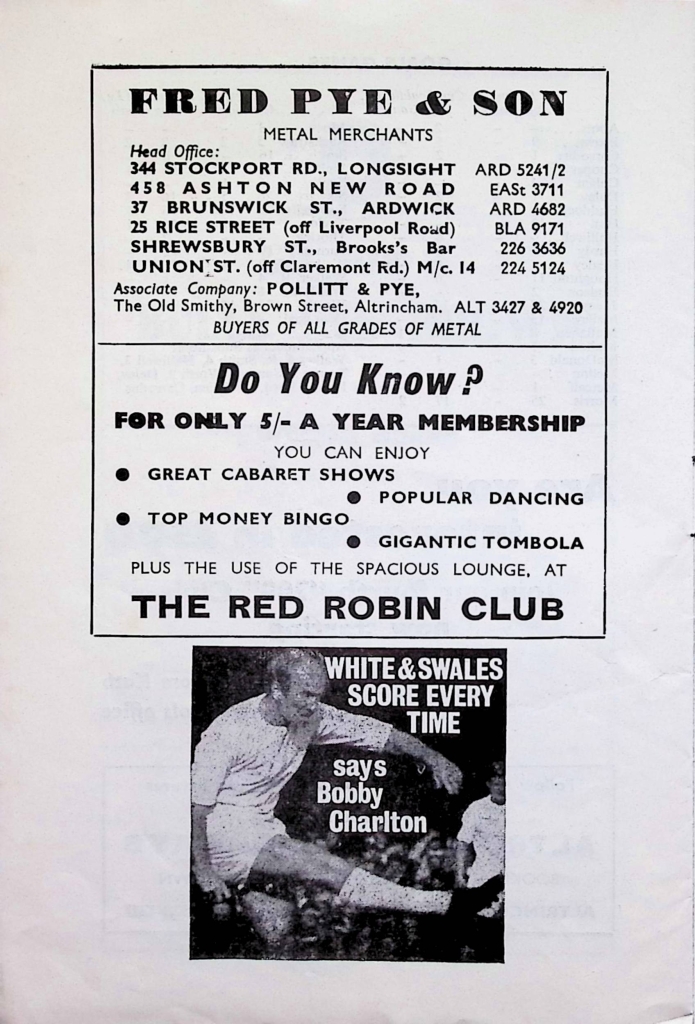 FRED PYE & SON
METAL MERCHANTS
Head Office:
344 STOCKPORT RD., LONGSIGHT ARD 5241/2
458 ASHTON NEW ROAD EASt 3711
37 BRUNSWICK ST., ARDWICK ARD 4682
25 RICE STREET (off Liverpool Road) BLA 9171
SHREWSBURY ST., Brooks's Bar 226 3636
UNION ST. (off Claremont Rd.) M/c. 14 224 5124
Associate Company: POLLITT & PYE,
The Old Smithy, Brown Street, Altrincham. ALT 3427 & 4920
BUYERS OF ALL GRADES OF METAL
Do You Know?
FOR ONLY 5/- A YEAR MEMBERSHIP
YOU CAN ENJOY
● GREAT CABARET SHOWS
● POPULAR DANCING
● TOP MONEY BINGO
● GIGANTIC TOMBOLA
PLUS THE USE OF THE SPACIOUS LOUNGE, AT
THE RED ROBIN CLUB
WHITE & SWALES
SCORE EVERY
TIME
says
Bobby
Charlton